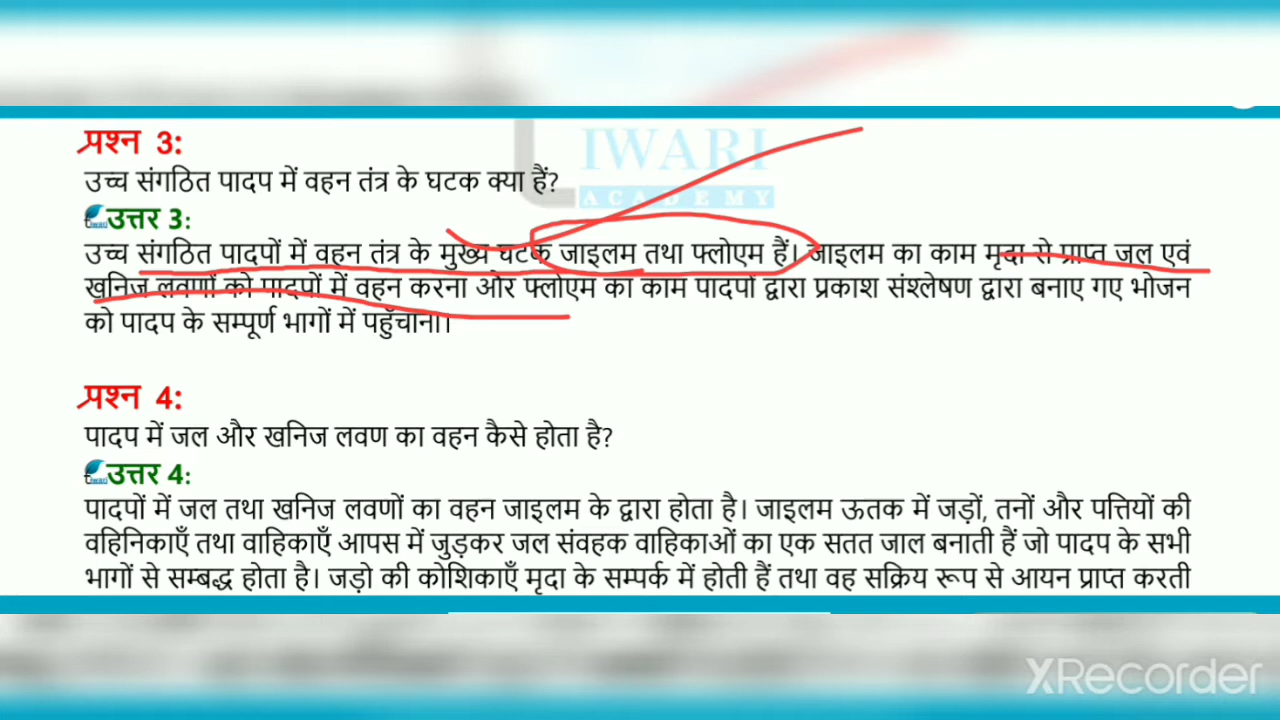 IWARI
ACADEMY
प्रश्न 3:
उच्च संगठित पादप में वहन तंत्र के घटक क्या हैं?
उत्तर 3:
उच्च संगठित पादपों में वहन तंत्र के मुख्य घटक जाइलम तथा फ्लोएम हैं। जाइलम का काम मृदा से प्राप्त जल एवं
खनिज लवणों को पादपों में वहन करना और फ्लोएम का काम पादपों द्वारा प्रकाश संश्लेषण द्वारा बनाए गए भोजन
को पादप के सम्पूर्ण भागों में पहुँचाना।
प्रश्न 4:
पादप में जल और खनिज लवण का वहन कैसे होता है?
उत्तर 4:
पादपों में जल तथा खनिज लवणों का वहन जाइलम के द्वारा होता है। जाइलम ऊतक में जड़ों, तनों और पत्तियों की
वहिनिकाएँ तथा वाहिकाएँ आपस में जुड़कर जल संवहक वाहिकाओं का एक सतत जाल बनाती हैं जो पादप के सभी
भागों से सम्बद्ध होता है। जड़ो की कोशिकाएँ मृदा के सम्पर्क में होती हैं तथा वह सक्रिय रूप से आयन प्राप्त करती
XRecorder